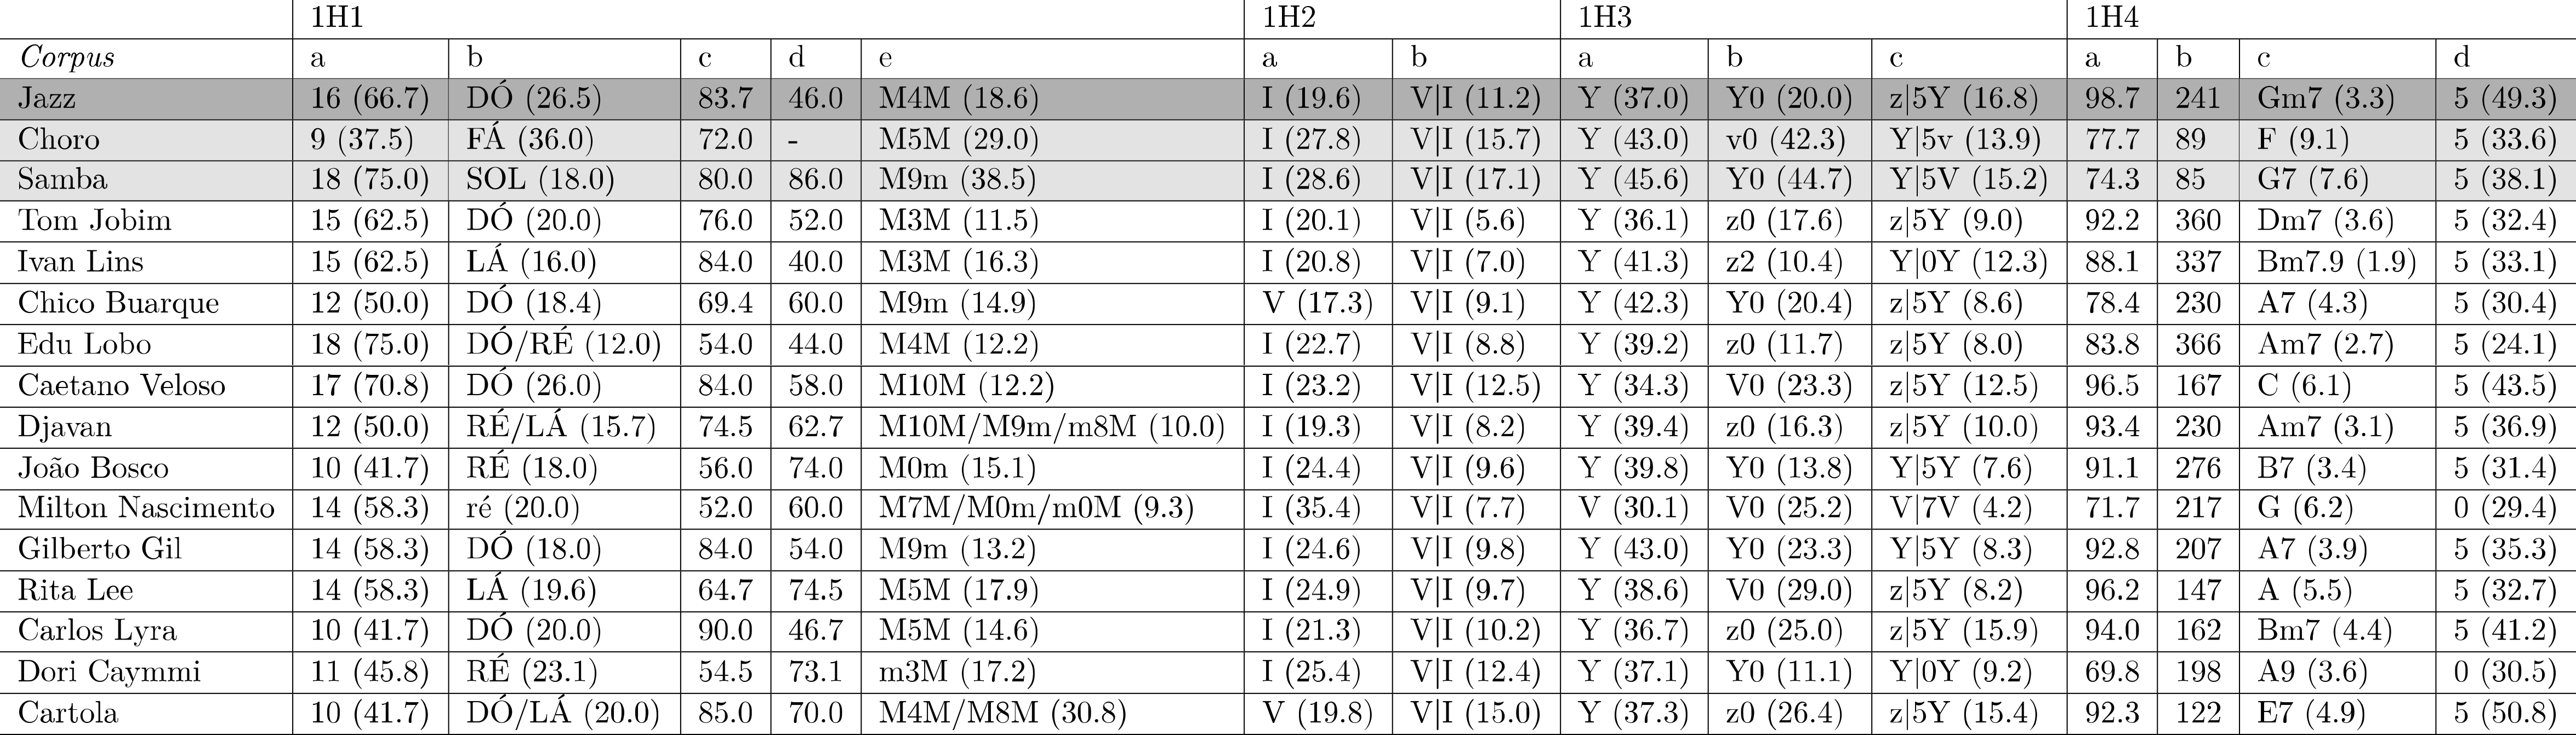 1H1 1H2 1H3 1H4
Corpus a b c d e a b a b c a b c d
Jazz 16 (66.7) DÓ (26.5) 83.7 46.0 M4M (18.6) I (19.6) V|I (11.2) Y (37.0) Y0 (20.0) z|5Y (16.8) 98.7 241 Gm7 (3.3) 5 (49.3)
Choro 9 (37.5) FÁ (36.0) 72.0 - M5M (29.0) I (27.8) V|I (15.7) Y (43.0) v0 (42.3) Y|5v (13.9) 77.7 89 F (9.1) 5 (33.6)
Samba 18 (75.0) SOL (18.0) 80.0 86.0 M9m (38.5) I (28.6) V|I (17.1) Y (45.6) Y0 (44.7) Y|5V (15.2) 74.3 85 G7 (7.6) 5 (38.1)
Tom Jobim 15 (62.5) DÓ (20.0) 76.0 52.0 M3M (11.5) I (20.1) V|I (5.6) Y (36.1) z0 (17.6) z|5Y (9.0) 92.2 360 Dm7 (3.6) 5 (32.4)
Ivan Lins 15 (62.5) LÁ (16.0) 84.0 40.0 M3M (16.3) I (20.8) V|I (7.0) Y (41.3) z2 (10.4) Y|0Y (12.3) 88.1 337 Bm7.9 (1.9) 5 (33.1)
Chico Buarque 12 (50.0) DÓ (18.4) 69.4 60.0 M9m (14.9) V (17.3) V|I (9.1) Y (42.3) Y0 (20.4) z|5Y (8.6) 78.4 230 A7 (4.3) 5 (30.4)
Edu Lobo 18 (75.0) DÓ/RÉ (12.0) 54.0 44.0 M4M (12.2) I (22.7) V|I (8.8) Y (39.2) z0 (11.7) z|5Y (8.0) 83.8 366 Am7 (2.7) 5 (24.1)
Caetano Veloso 17 (70.8) DÓ (26.0) 84.0 58.0 M10M (12.2) I (23.2) V|I (12.5) Y (34.3) V0 (23.3) z|5Y (12.5) 96.5 167 C (6.1) 5 (43.5)
Djavan 12 (50.0) RÉ/LÁ (15.7) 74.5 62.7 M10M/M9m/m8M (10.0) I (19.3) V|I (8.2) Y (39.4) z0 (16.3) z|5Y (10.0) 93.4 230 Am7 (3.1) 5 (36.9)
João Bosco 10 (41.7) RÉ (18.0) 56.0 74.0 M0m (15.1) I (24.4) V|I (9.6) Y (39.8) Y0 (13.8) Y|5Y (7.6) 91.1 276 B7 (3.4) 5 (31.4)
Milton Nascimento 14 (58.3) ré (20.0) 52.0 60.0 M7M/M0m/m0M (9.3) I (35.4) V|I (7.7) V (30.1) V0 (25.2) V|7V (4.2) 71.7 217 G (6.2) 0 (29.4)
Gilberto Gil 14 (58.3) DÓ (18.0) 84.0 54.0 M9m (13.2) I (24.6) V|I (9.8) Y (43.0) Y0 (23.3) Y|5Y (8.3) 92.8 207 A7 (3.9) 5 (35.3)
Rita Lee 14 (58.3) LÁ (19.6) 64.7 74.5 M5M (17.9) I (24.9) V|I (9.7) Y (38.6) V0 (29.0) z|5Y (8.2) 96.2 147 A (5.5) 5 (32.7)
Carlos Lyra 10 (41.7) DÓ (20.0) 90.0 46.7 M5M (14.6) I (21.3) V|I (10.2) Y (36.7) z0 (25.0) z|5Y (15.9) 94.0 162 Bm7 (4.4) 5 (41.2)
Dori Caymmi 11 (45.8) RÉ (23.1) 54.5 73.1 m3M (17.2) I (25.4) V|I (12.4) Y (37.1) Y0 (11.1) Y|0Y (9.2) 69.8 198 A9 (3.6) 0 (30.5)
Cartola 10 (41.7) DÓ/LÁ (20.0) 85.0 70.0 M4M/M8M (30.8) V (19.8) V|I (15.0) Y (37.3) z0 (26.4) z|5Y (15.4) 92.3 122 E7 (4.9) 5 (50.8)